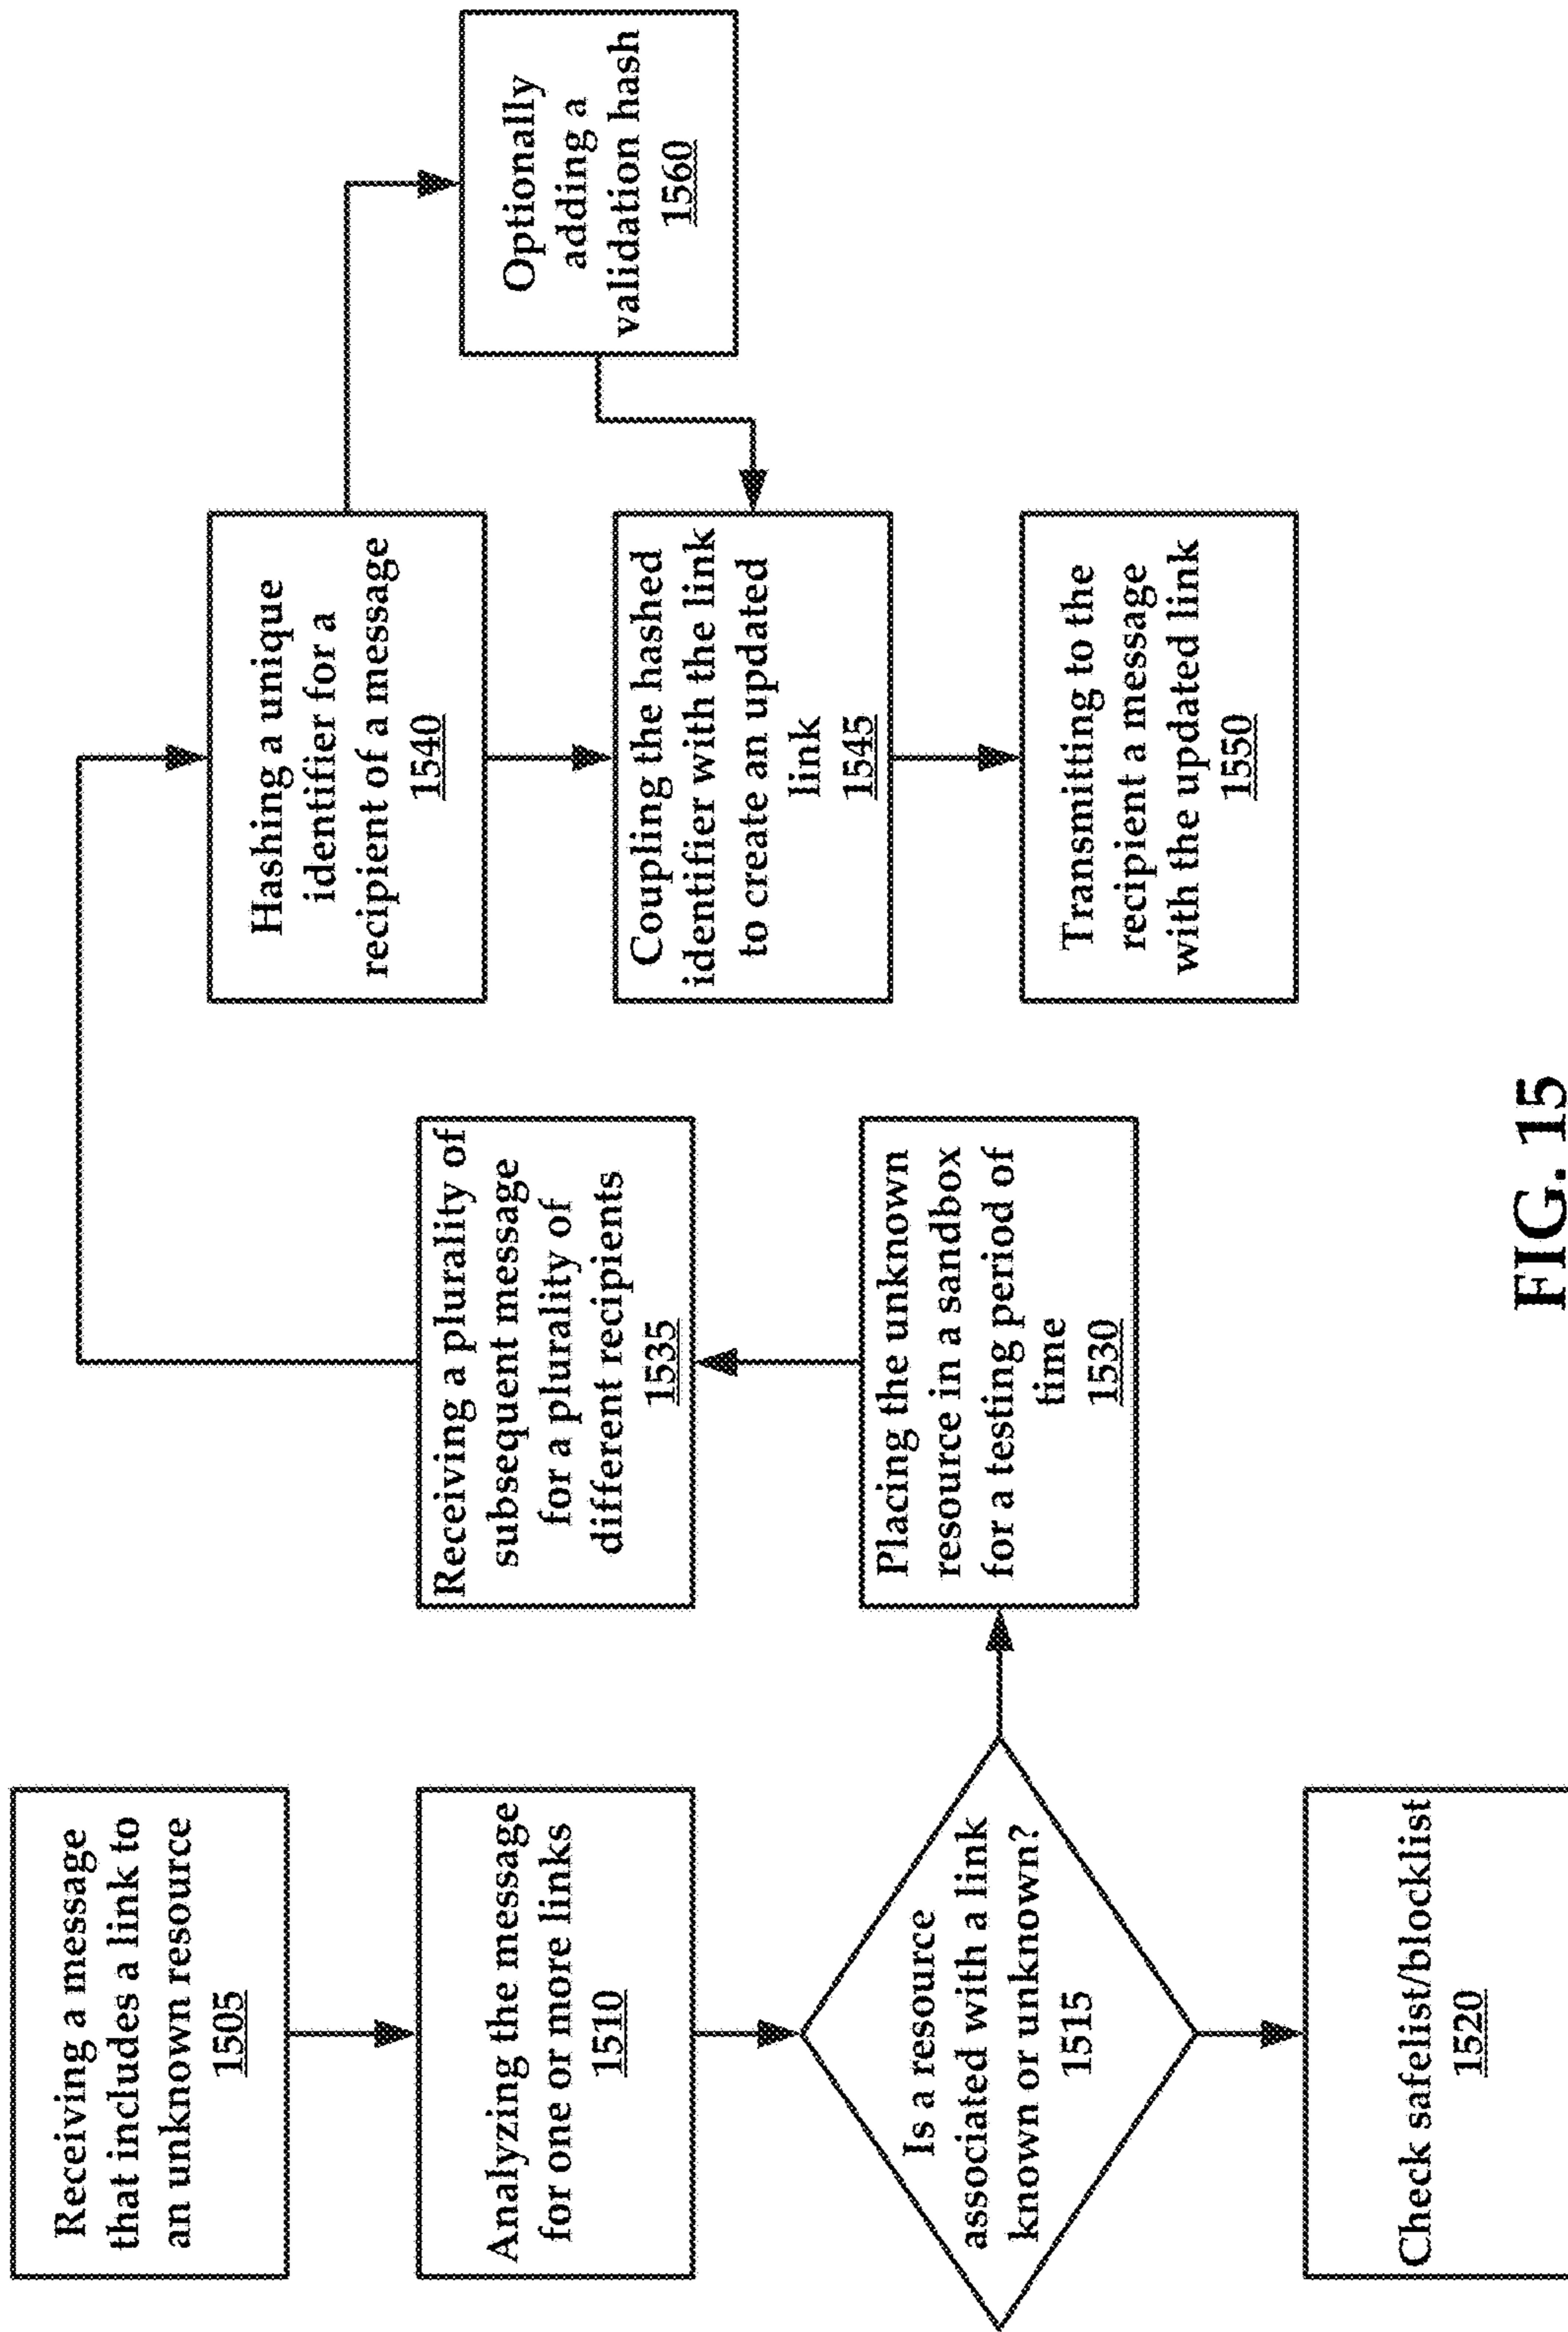 Receiving a message
that includes a link to
an unknown resource
1505
Analyzing the message
for one or more links
1510
Is a resource
associated with a link
known or unknown?
1515
Check safelist/blocklist
1520
Placing the unknown
resource in a sandbox
for a testing period of
time
1530
Receiving a plurality of
subsequent message
for a plurality of
different recipients
1535
Hashing a unique
identifier for a
recipient of a message
1540
Coupling the hashed
identifier with the link
to create an updated
link
1545
Transmitting to the
recipient a message
with the updated link
1550
Optionally
adding a
validation hash
1560
FIG. 15